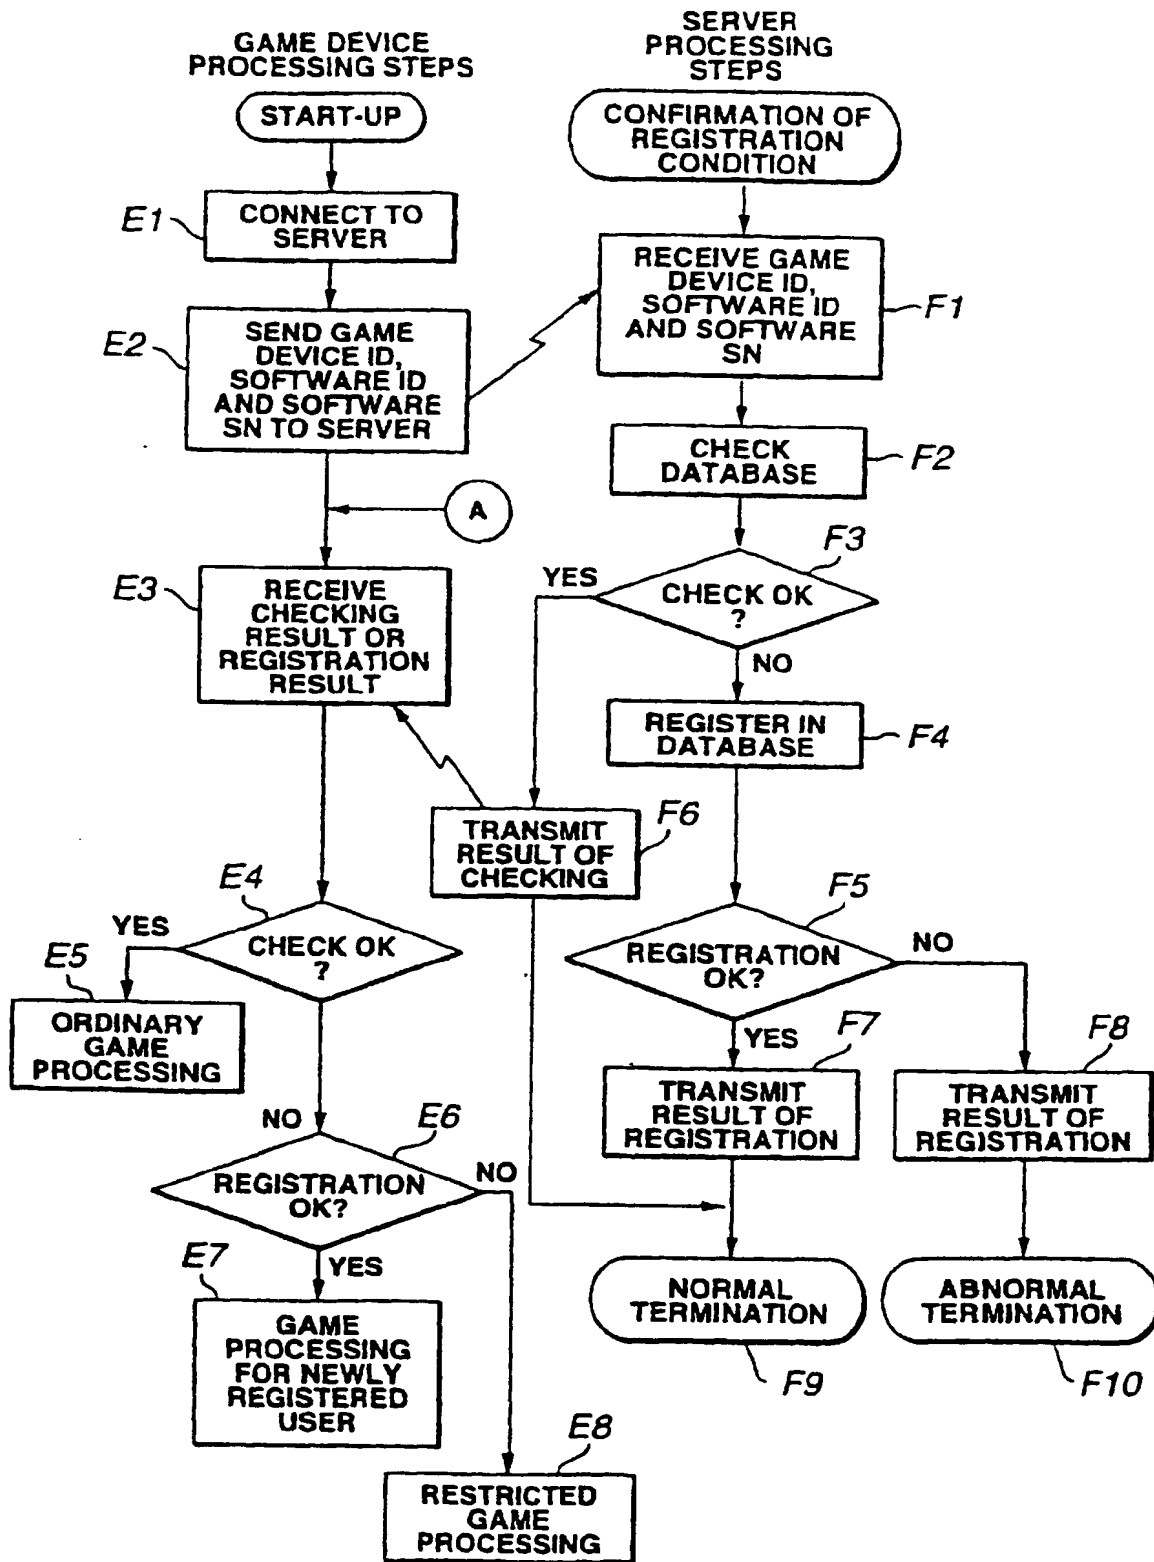 GAME DEVICE
PROCESSING STEPS
START-UP
E1
CONNECT TO
SERVER
E2
SEND GAME
DEVICE ID,
SOFTWARE ID
AND SOFTWARE
SN TO SERVER
A
E3
RECEIVE
CHECKING
RESULT OR
REGISTRATION
RESULT
E4
YES
CHECK OK
?
E5
ORDINARY
GAME
PROCESSING
NO
E6
REGISTRATION
OK?
NO
E7
YES
GAME
PROCESSING
FOR NEWLY
REGISTERED
USER
E8
RESTRICTED
GAME
PROCESSING
SERVER
PROCESSING
STEPS
CONFIRMATION OF
REGISTRATION
CONDITION
RECEIVE GAME
DEVICE ID,
SOFTWARE ID
AND SOFTWARE
SN
F1
CHECK
DATABASE
F2
F3
YES
CHECK OK
?
NO
REGISTER IN
DATABASE
F4
F6
TRANSMIT
RESULT OF
CHECKING
F5
REGISTRATION
OK?
NO
YES
F7
TRANSMIT
RESULT OF
REGISTRATION
F8
TRANSMIT
RESULT OF
REGISTRATION
NORMAL
TERMINATION
F9
ABNORMAL
TERMINATION
F10